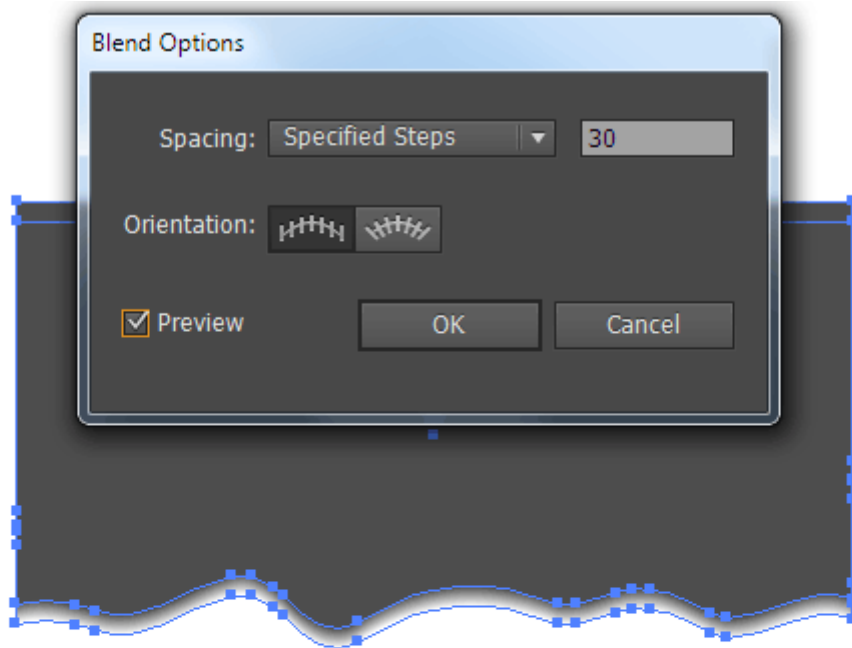 Blend Options
Spacing: Specified Steps 30
Orientation:
Preview OK Cancel